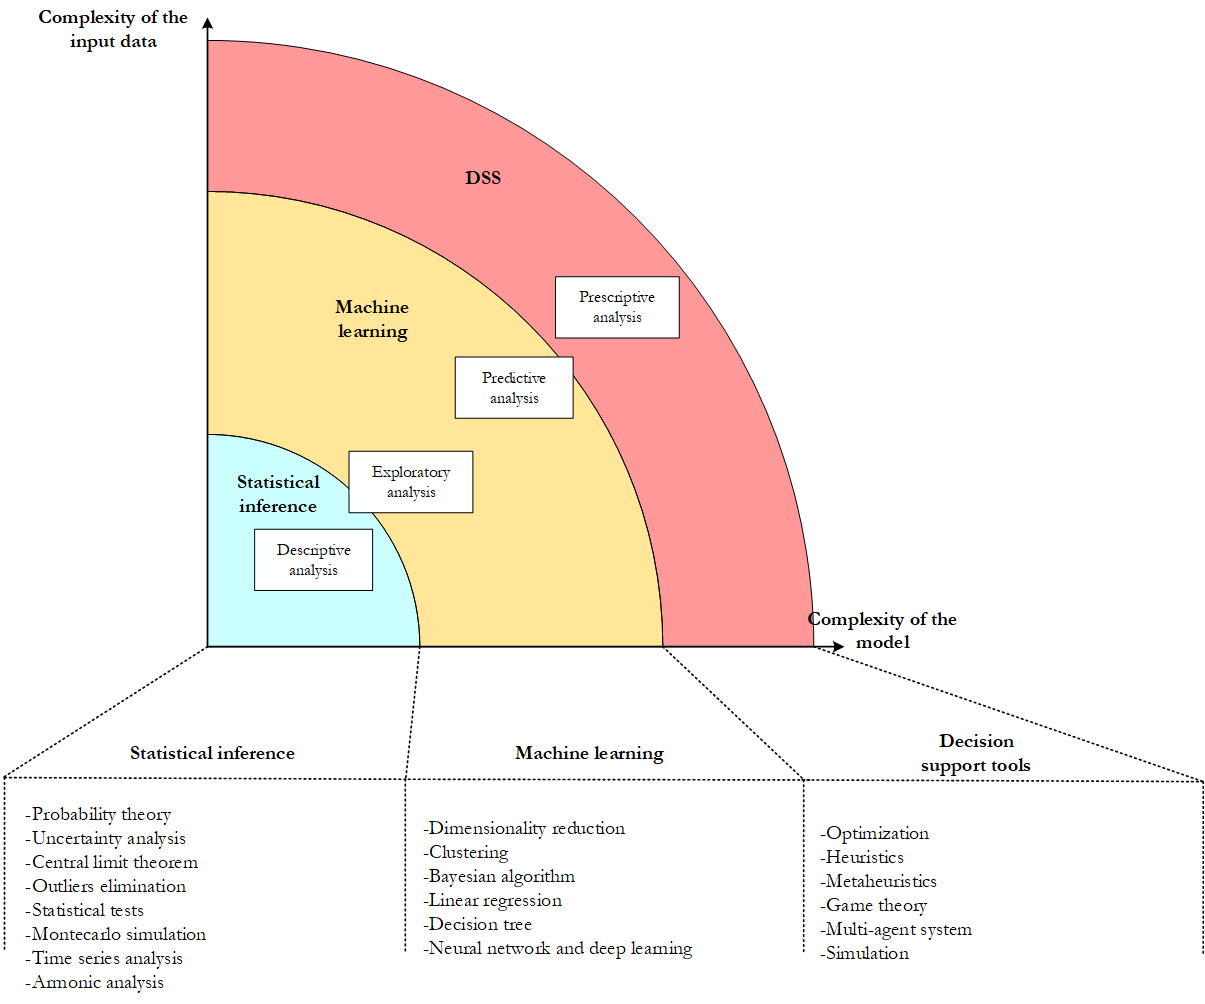 Complexity of the
input data
DSS
Prescriptive
analysis
Machine
learning
Predictive
analysis
Exploratory
analysis
Statistical
inference
Descriptive
analysis
Complexity of the
model
Statistical inference
-Probability theory
-Uncertainty analysis
-Central limit theorem
-Outliers elimination
-Statistical tests
-Montecarlo simulation
-Time series analysis
-Armonic analysis
Machine learning
-Dimensionality reduction
-Clustering
-Bayesian algorithm
-Linear regression
-Decision tree
-Neural network and deep learning
Decision
support tools
-Optimization
-Heuristics
-Metaheuristics
-Game theory
-Multi-agent system
-Simulation